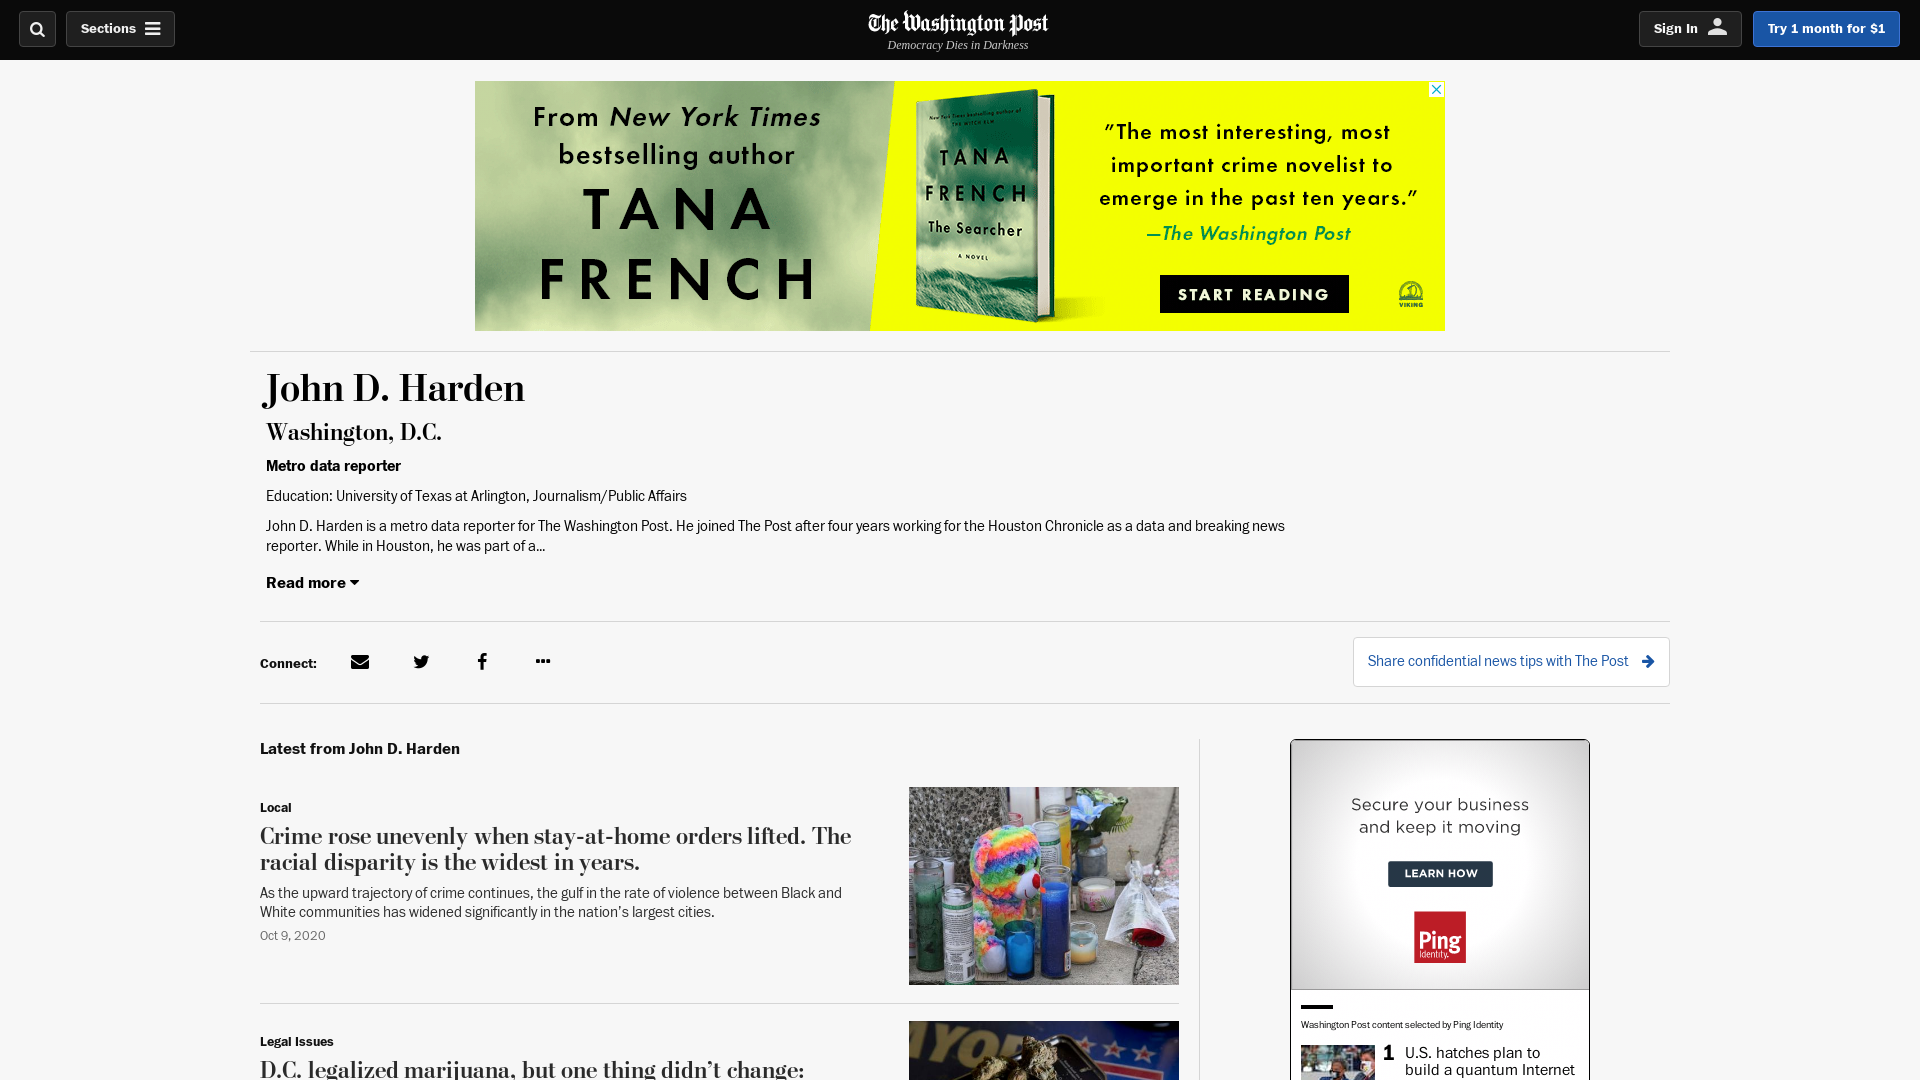 Sections
The Washington Post
Democracy Dies in Darkness
Sign In
Try 1 month for $1
From New York Times
bestselling author
TANA
FRENCH
New York Times bestselling author of
THE WITCH ELM
TANA
FRENCH
The Searcher
A NOVEL
"The most interesting, most
important crime novelist to
emerge in the past ten years."
—The Washington Post
START READING
VIKING
John D. Harden
Washington, D.C.
Metro data reporter
Education: University of Texas at Arlington, Journalism/Public Affairs
John D. Harden is a metro data reporter for The Washington Post. He joined The Post after four years working for the Houston Chronicle as a data and breaking news
reporter. While in Houston, he was part of a...
Read more
Connect:
Share confidential news tips with The Post
Latest from John D. Harden
Local
Crime rose unevenly when stay-at-home orders lifted. The
racial disparity is the widest in years.
As the upward trajectory of crime continues, the gulf in the rate of violence between Black and
White communities has widened significantly in the nation’s largest cities.
Oct 9, 2020
Legal Issues
D.C. legalized marijuana, but one thing didn’t change:
Secure your business
and keep it moving
LEARN HOW
Ping
Identity.
Washington Post content selected by Ping Identity
1
U.S. hatches plan to
build a quantum Internet